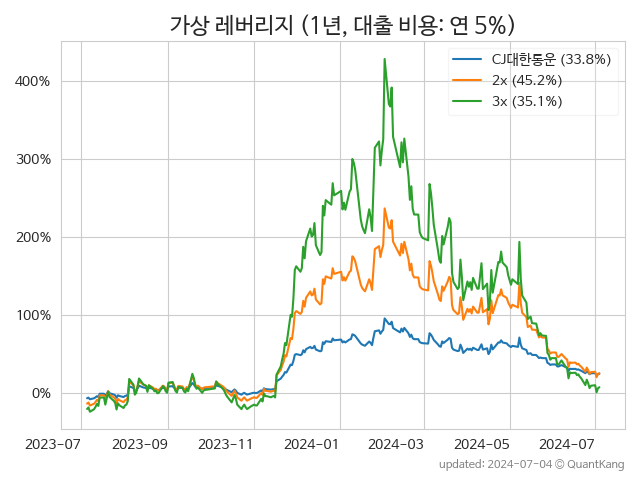 가상 레버리지 (1년, 대출 비용: 연 5%)
CJ대한통운 (33.8%)
2x (45.2%)
3x (35.1%)
400%
300%
200%
100%
0%
2023-07 2023-09 2023-11 2024-01 2024-03 2024-05 2024-07
updated: 2024-07-04 © QuantKang